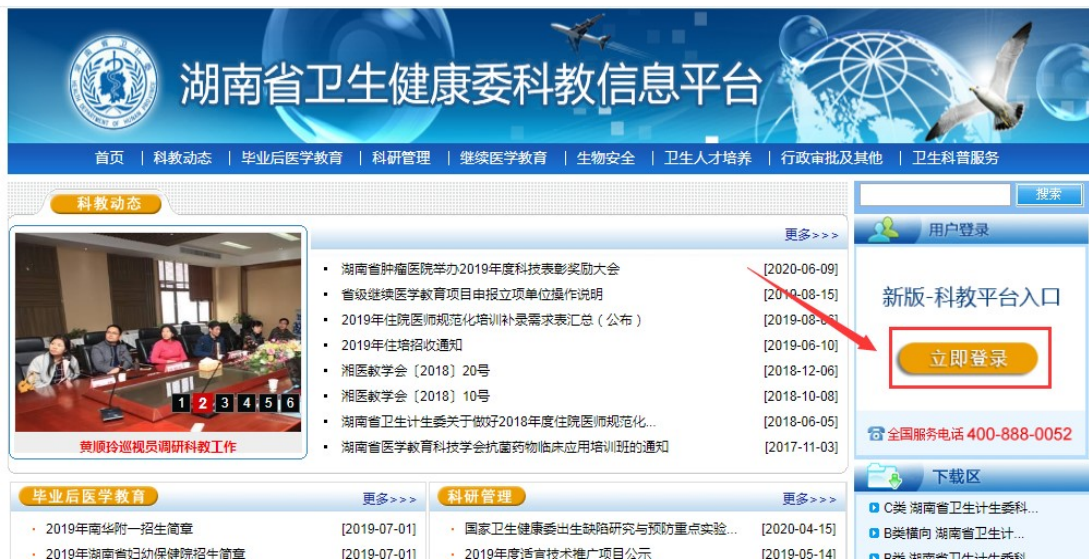 湖南省卫生健康委科教信息平台
首页 | 科教动态 | 毕业后医学教育 | 科研管理 | 继续医学教育 | 生物安全 | 卫生人才培养 | 行政审批及其他 | 卫生科普服务
科教动态
更多>>>
湖南省肿瘤医院举办2019年度科技表彰奖励大会 [2020-06-09]
省级继续医学教育项目申报立项单位操作说明 [2019-08-15]
2019年住院医师规范化培训补录需求表汇总（公布） [2019-08-06]
2019年住培招收通知 [2019-06-10]
湘医教学会〔2018〕20号 [2018-12-06]
湘医教学会〔2018〕10号 [2018-10-08]
湖南省卫生计生委关于做好2018年度住院医师规范化... [2018-06-05]
湖南省医学教育科技学会抗菌药物临床应用培训班的通知 [2017-11-03]
1 2 3 4 5 6
黄顺玲巡视员调研科教工作
搜索
用户登录
新版-科教平台入口
立即登录
全国服务电话 400-888-0052
下载区
C类 湖南省卫生计生委科...
B类横向 湖南省卫生计...
B类 湖南省卫生计生委科...
毕业后医学教育
更多>>>
2019年南华附一招生简章 [2019-07-01]
2019年湖南省妇幼保健院招生简章 [2019-07-01]
科研管理
更多>>>
国家卫生健康委出生缺陷研究与预防重点实验... [2020-04-15]
2019年度适宜技术推广项目公示 [2019-05-14]